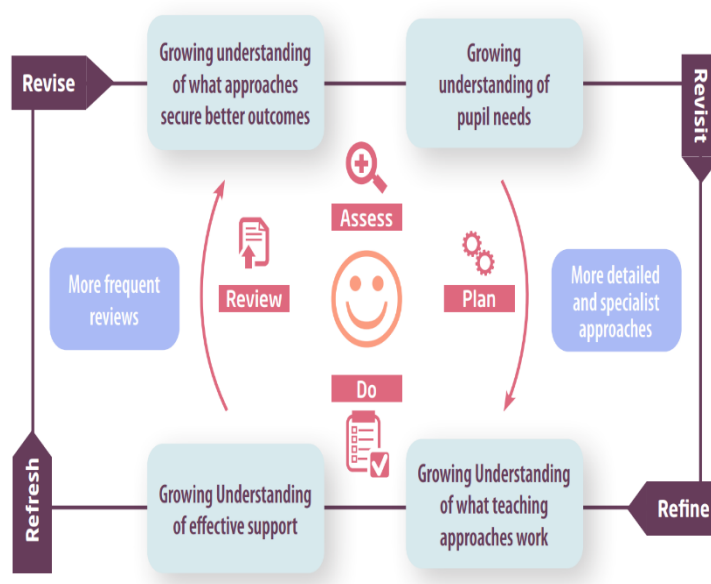 Revise
Growing understanding
of what approaches
secure better outcomes
Growing
understanding of
pupil needs
Revisit
Assess
Review
Plan
More frequent
reviews
More detailed
and specialist
approaches
Do
Refresh
Growing Understanding
of effective support
Growing Understanding
of what teaching
approaches work
Refine